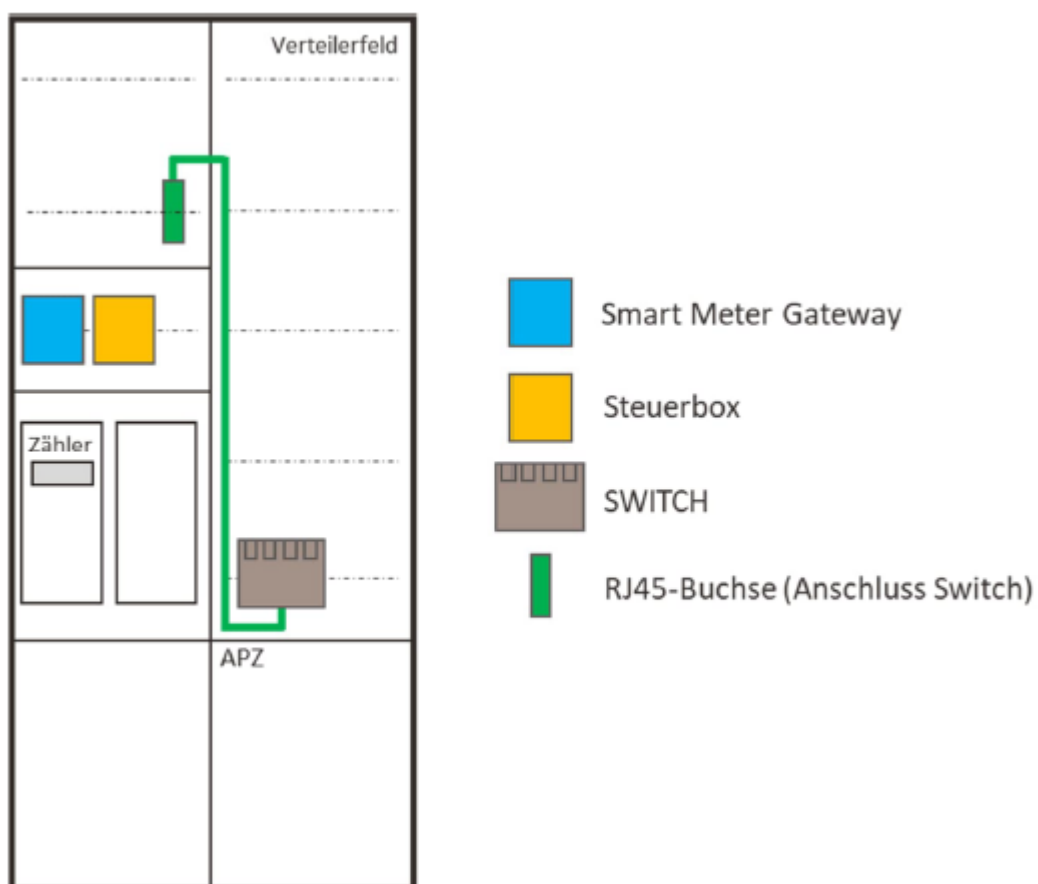 Verteilerfeld
Zähler
APZ
Smart Meter Gateway
Steuerbox
SWITCH
RJ45-Buchse (Anschluss Switch)